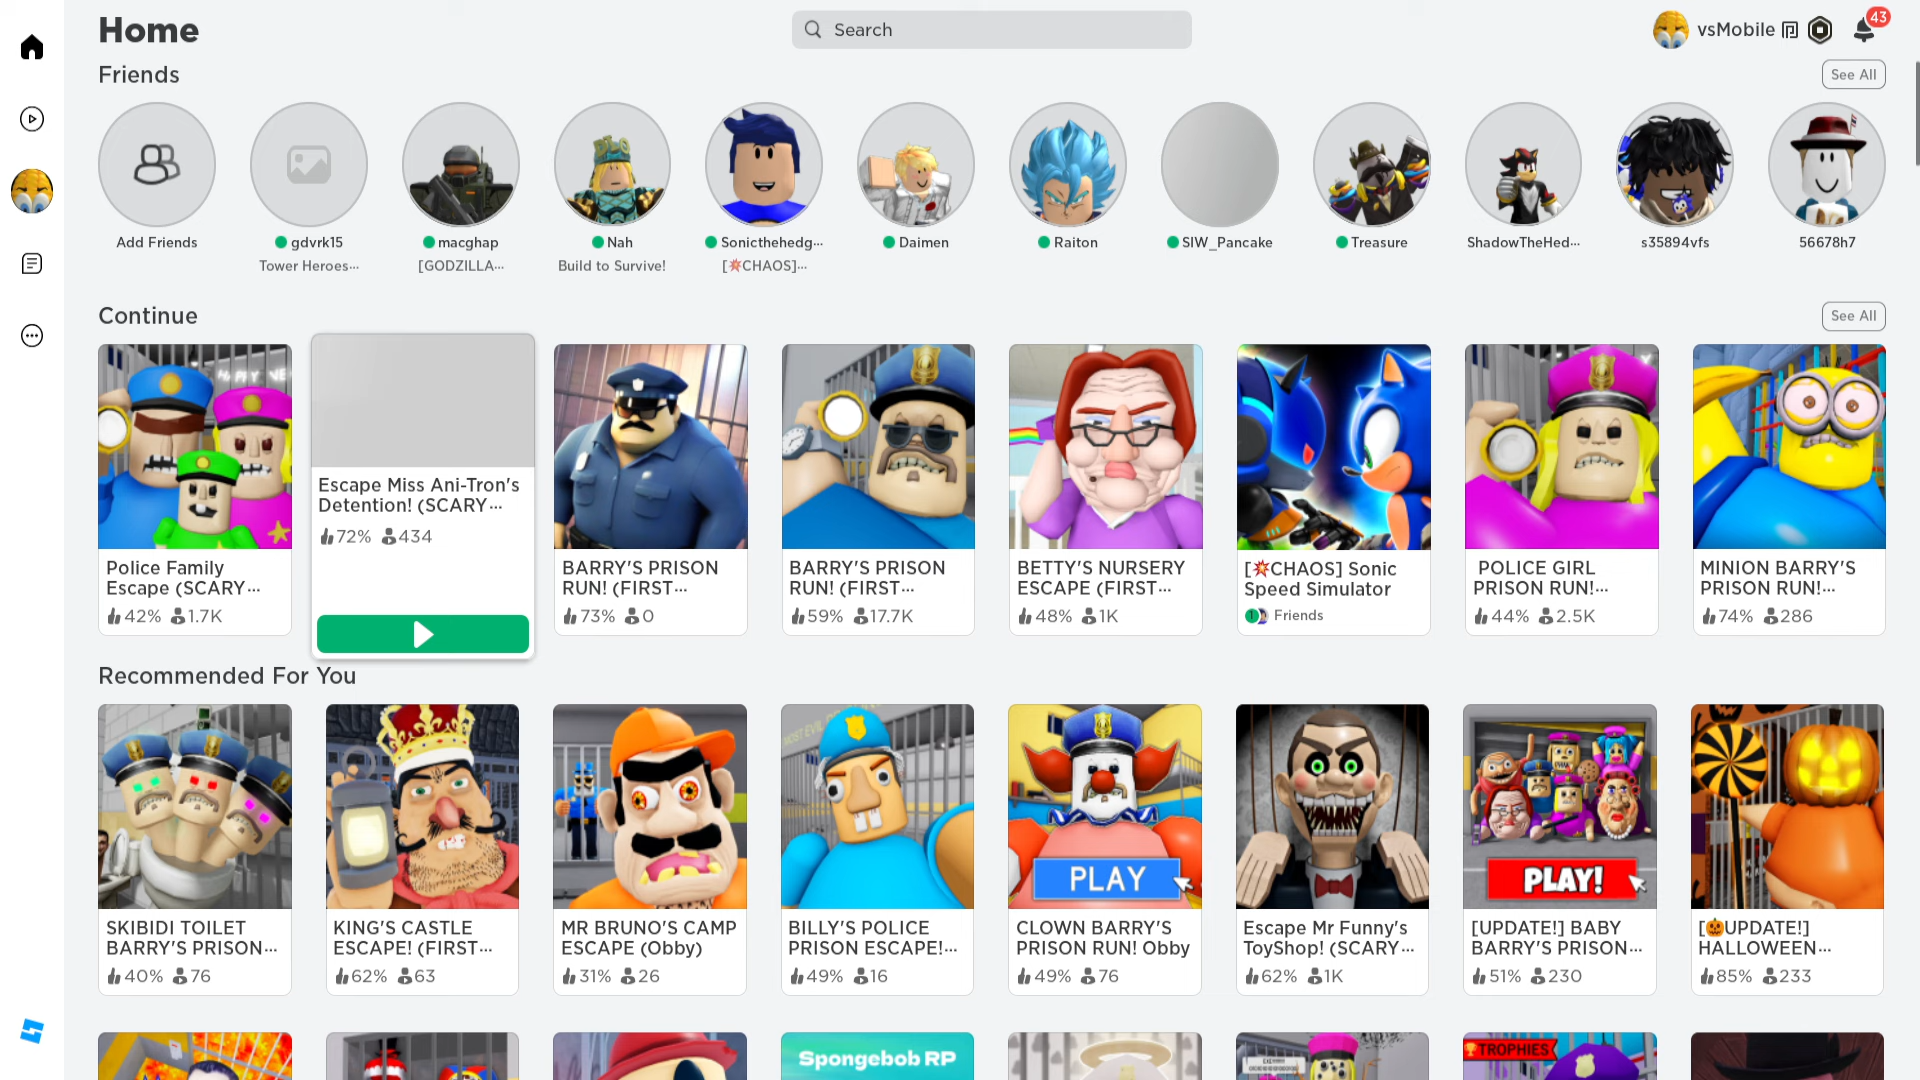 Home
Search
vsMobile
43
Friends
See All
Add Friends
gdvrk15
macghap
Nah
Sonicthehedg...
Daimen
Raiton
SIW_Pancake
Treasure
ShadowTheHed...
s35894vfs
56678h7
Tower Heroes...
[GODZILLA...
Build to Survive!
[💥CHAOS]...
Continue
See All
Police Family
Escape (SCARY...
42% 1.7K
Escape Miss Ani-Tron's
Detention! (SCARY...
72% 434
BARRY'S PRISON
RUN! (FIRST...
73% 0
BARRY'S PRISON
RUN! (FIRST...
59% 17.7K
BETTY'S NURSERY
ESCAPE (FIRST...
48% 1K
[💥CHAOS] Sonic
Speed Simulator
1 Friends
POLICE GIRL
PRISON RUN!...
44% 2.5K
MINION BARRY'S
PRISON RUN!...
74% 286
Recommended For You
SKIBIDI TOILET
BARRY'S PRISON...
40% 76
KING'S CASTLE
ESCAPE! (FIRST...
62% 63
MR BRUNO'S CAMP
ESCAPE (Obby)
31% 26
BILLY'S POLICE
PRISON ESCAPE!...
49% 16
PLAY
CLOWN BARRY'S
PRISON RUN! Obby
49% 76
Escape Mr Funny's
ToyShop! (SCARY...
62% 1K
PLAY!
[UPDATE!] BABY
BARRY'S PRISON...
51% 230
[🎃UPDATE!]
HALLOWEEN...
85% 233
Spongebob RP
TROPHIES